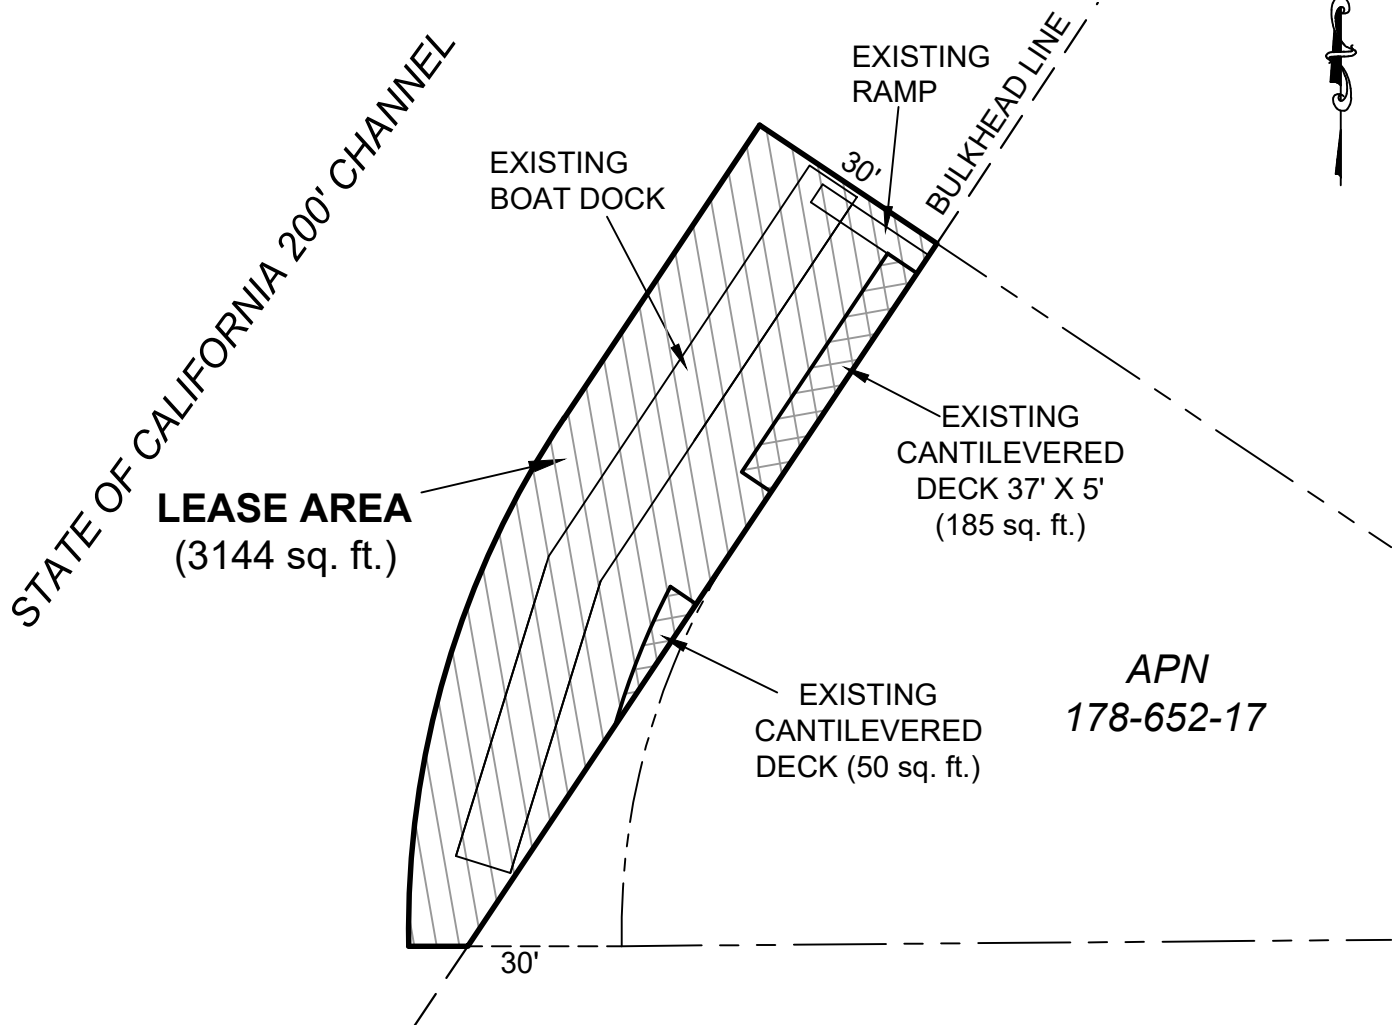 STATE OF CALIFORNIA 200' CHANNEL
EXISTING
RAMP
BULKHEAD LINE
30'
EXISTING
BOAT DOCK
EXISTING
CANTILEVERED
DECK 37' X 5'
(185 sq. ft.)
LEASE AREA
(3144 sq. ft.)
APN
178-652-17
EXISTING
CANTILEVERED
DECK (50 sq. ft.)
30'